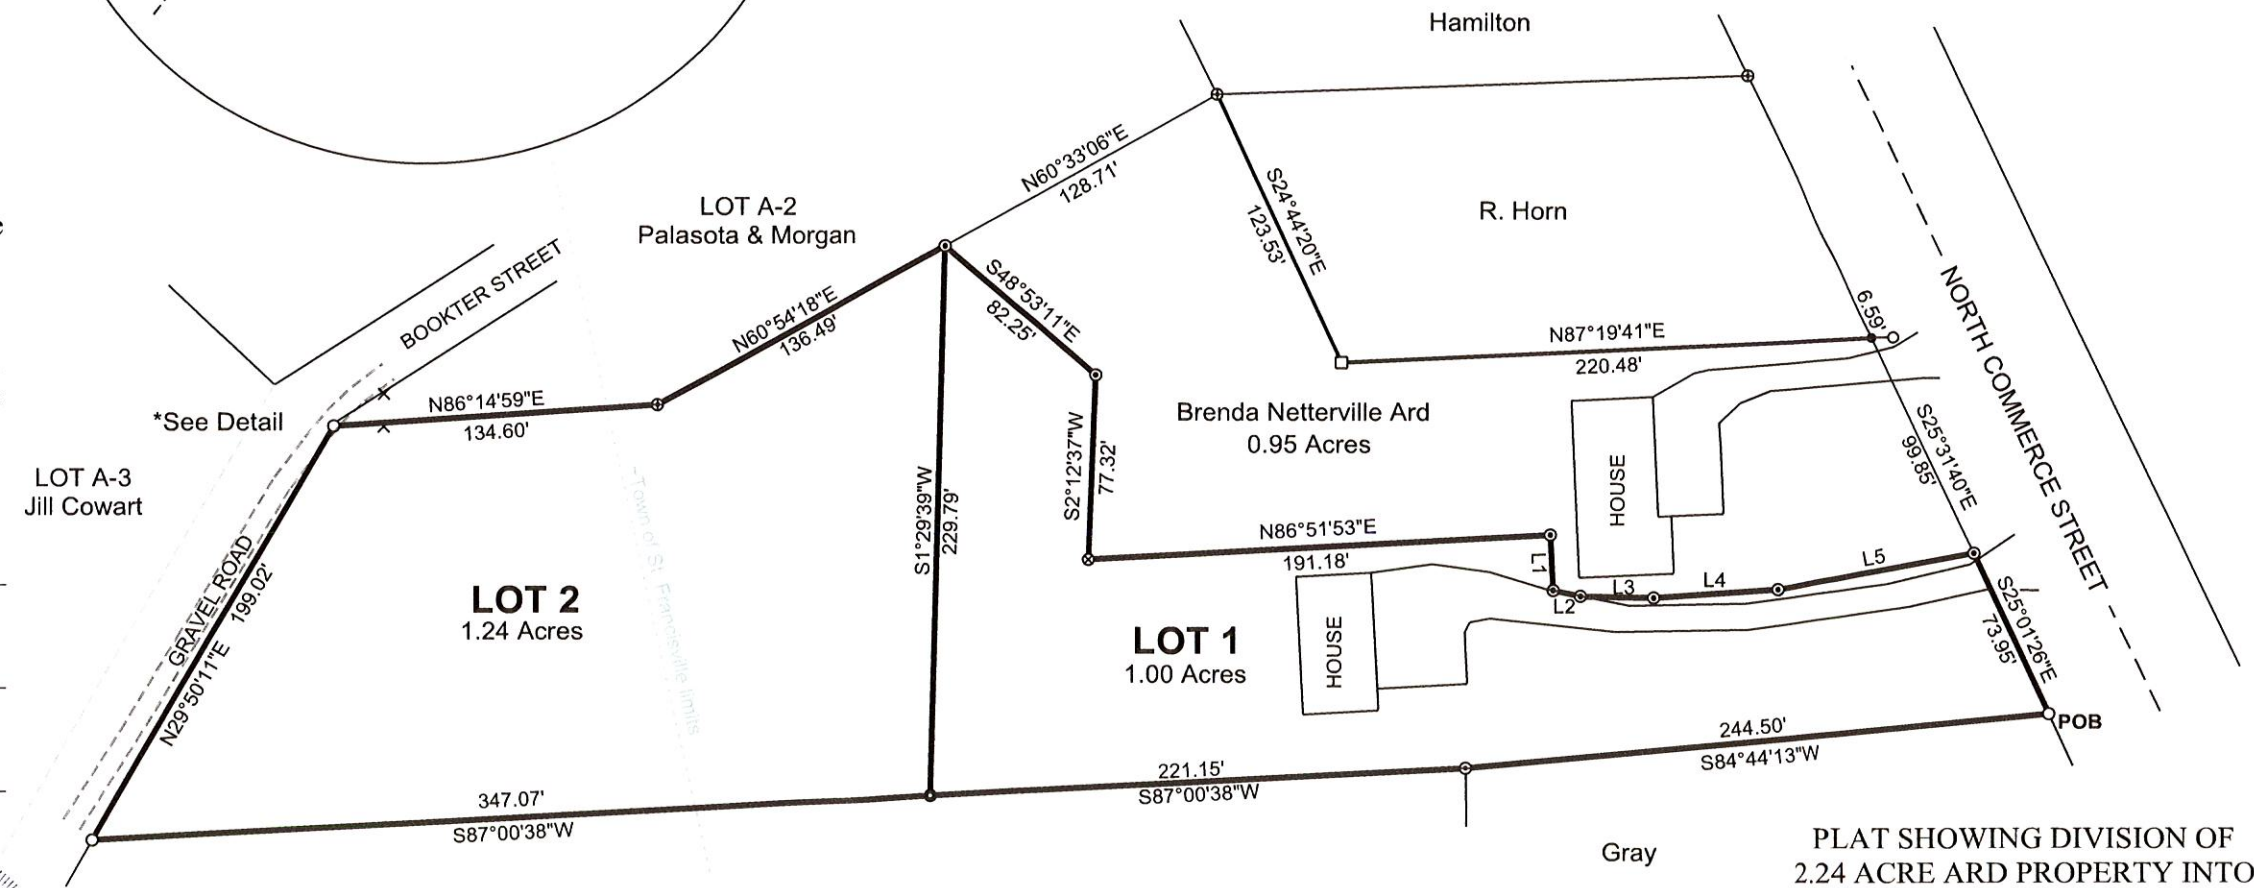 Hamilton
N60°33'06"E
128.71'
S24°44'20"E
123.53'
R. Horn
LOT A-2
Palasota & Morgan
BOOKTER STREET
N60°54'18"E
136.49'
S48°53'11"E
82.25'
6.59'
NORTH COMMERCE STREET
N87°19'41"E
220.48'
*See Detail
N86°14'59"E
134.60'
Brenda Netterville Ard
0.95 Acres
S2°12'37"W
77.32'
HOUSE
S25°31'40"E
99.85'
LOT A-3
Jill Cowart
GRAVEL ROAD
N29°50'11"E 199.02'
Town of St. Francisville limits
S1°29'39"W
229.79'
N86°51'53"E
191.18'
L1
L2
L3
L4
L5
LOT 2
1.24 Acres
LOT 1
1.00 Acres
HOUSE
S25°01'26"E
73.95'
POB
244.50'
S84°44'13"W
221.15'
S87°00'38"W
347.07'
S87°00'38"W
Gray
PLAT SHOWING DIVISION OF
2.24 ACRE ARD PROPERTY INTO